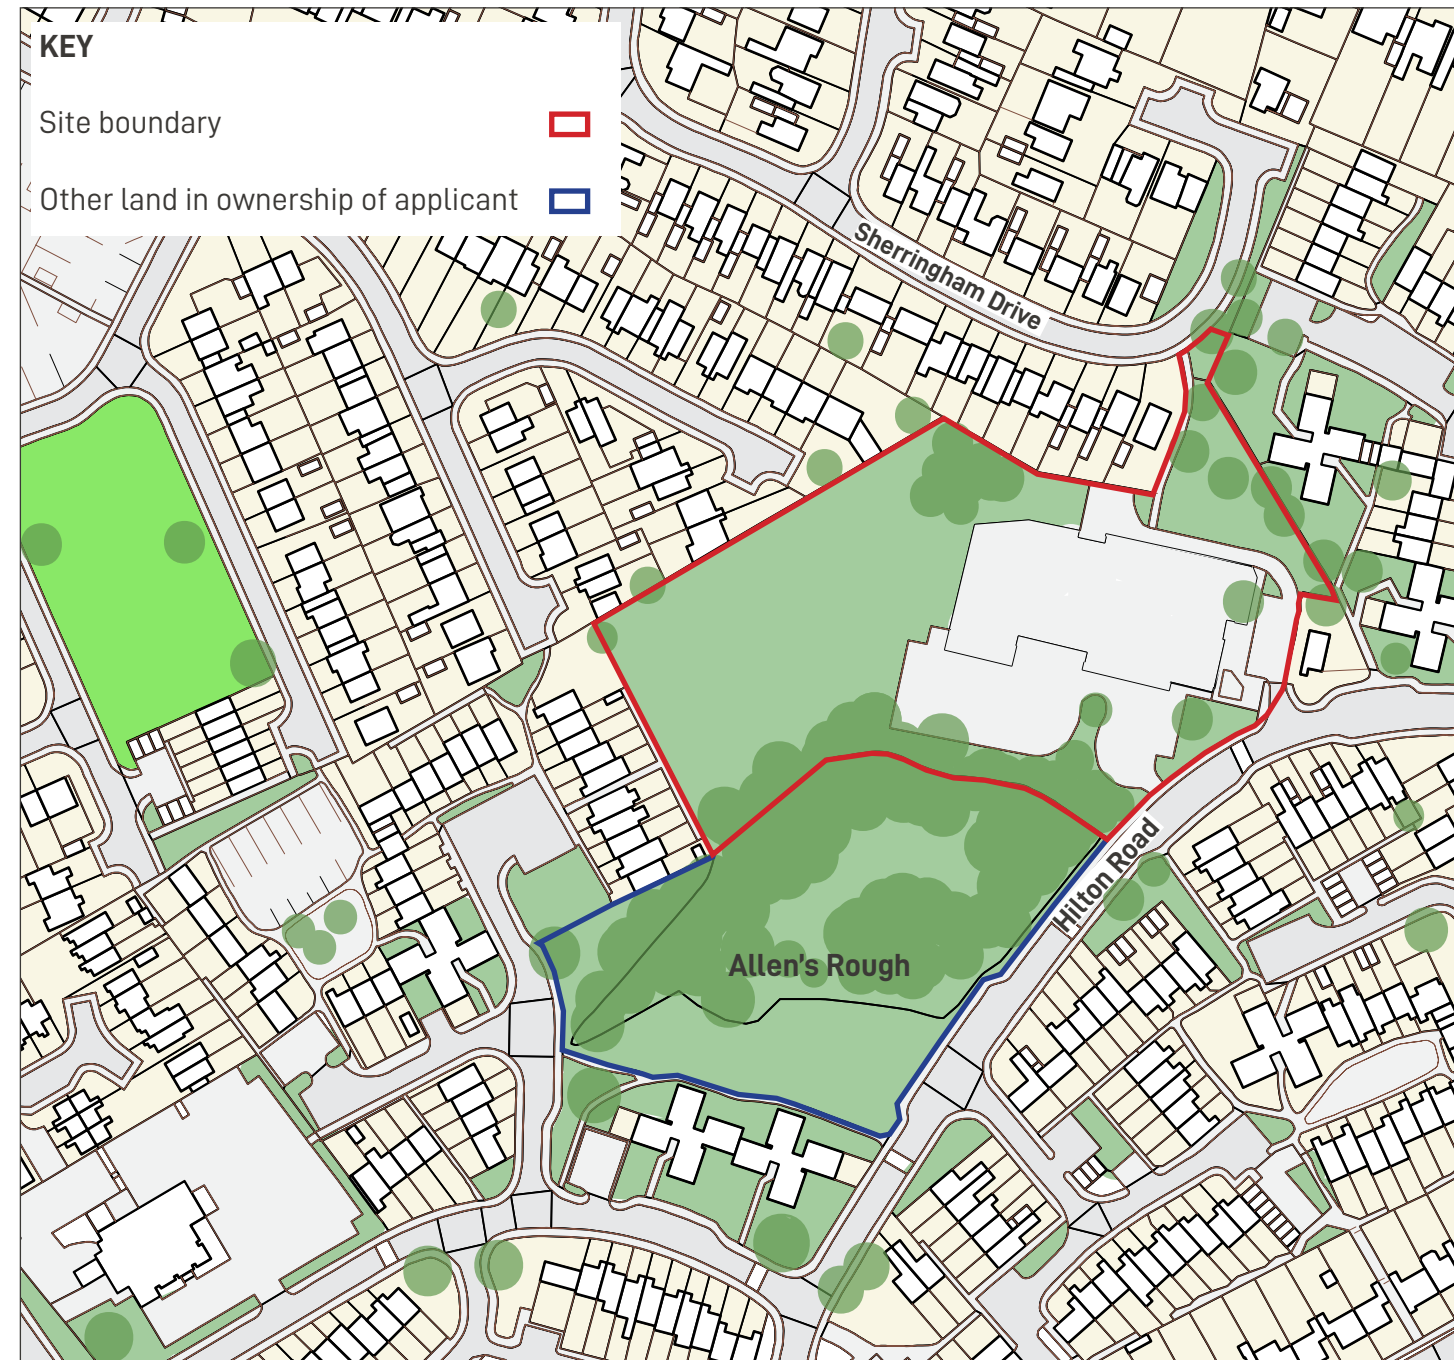 KEY
Site boundary
Other land in ownership of applicant
Sherringham Drive
Hilton Road
Allen's Rough